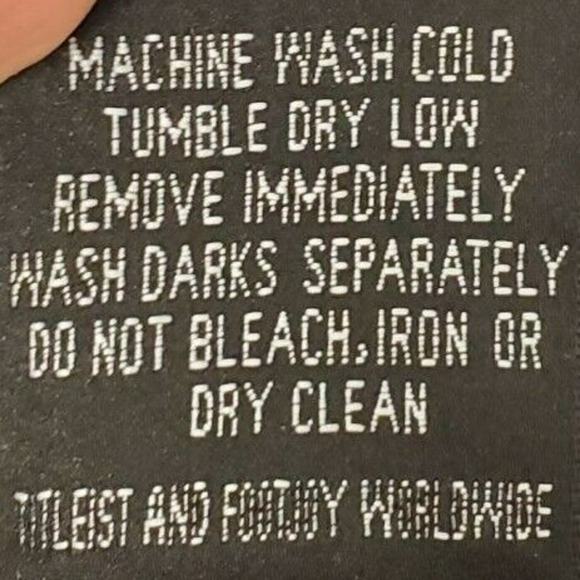 MACHINE WASH COLD
TUMBLE DRY LOW
REMOVE IMMEDIATELY
WASH DARKS SEPARATELY
DO NOT BLEACH, IRON OR
DRY CLEAN
TITLEIST AND FOOTJOY WORLDWIDE